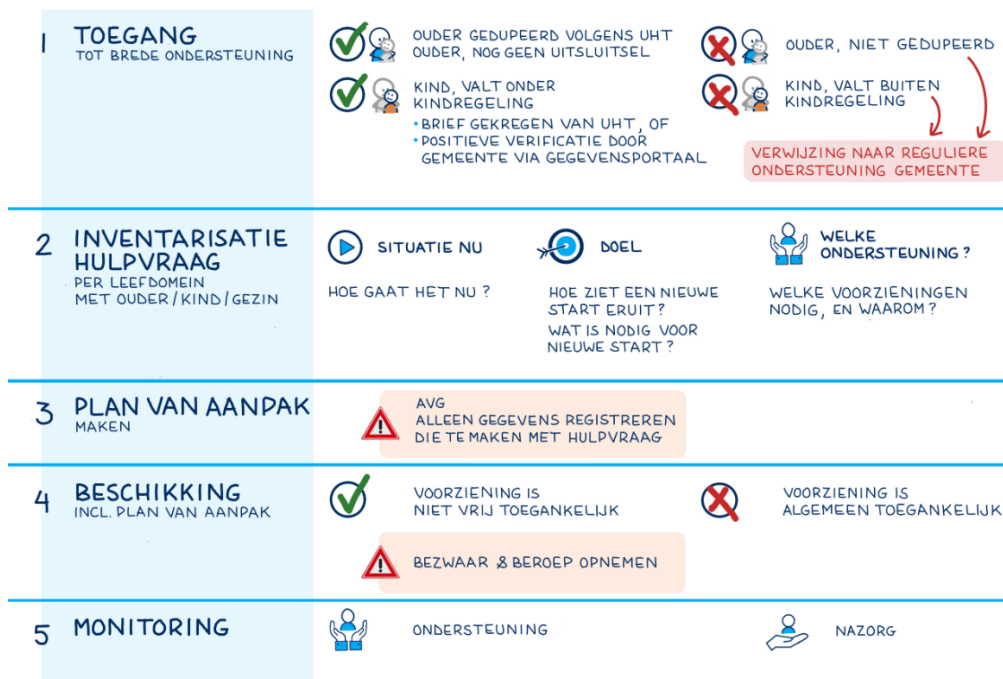 1 TOEGANG
TOT BREDE ONDERSTEUNING
OUDER GEDUPEERD VOLGENS UHT
OUDER, NOG GEEN UITSLUITSEL
KIND, VALT ONDER
KINDREGELING
• BRIEF GEKREGEN VAN UHT, OF
• POSITIEVE VERIFICATIE DOOR
GEMEENTE VIA GEGEVENSPORTAAL
OUDER, NIET GEDUPEERD
KIND, VALT BUITEN
KINDREGELING
VERWIJZING NAAR REGULIERE
ONDERSTEUNING GEMEENTE
2 INVENTARISATIE
HULPVRAAG
PER LEEFDOMEIN
MET OUDER/KIND/GEZIN
SITUATIE NU
HOE GAAT HET NU?
DOEL
HOE ZIET EEN NIEUWE
START ERUIT?
WAT IS NODIG VOOR
NIEUWE START?
WELKE
ONDERSTEUNING?
WELKE VOORZIENINGEN
NODIG, EN WAAROM?
3 PLAN VAN AANPAK
MAKEN
AVG
ALLEEN GEGEVENS REGISTREREN
DIE TE MAKEN MET HULPVRAAG
4 BESCHIKKING
INCL. PLAN VAN AANPAK
VOORZIENING IS
NIET VRIJ TOEGANKELIJK
VOORZIENING IS
ALGEMEEN TOEGANKELIJK
BEZWAAR & BEROEP OPNEMEN
5 MONITORING
ONDERSTEUNING
NAZORG